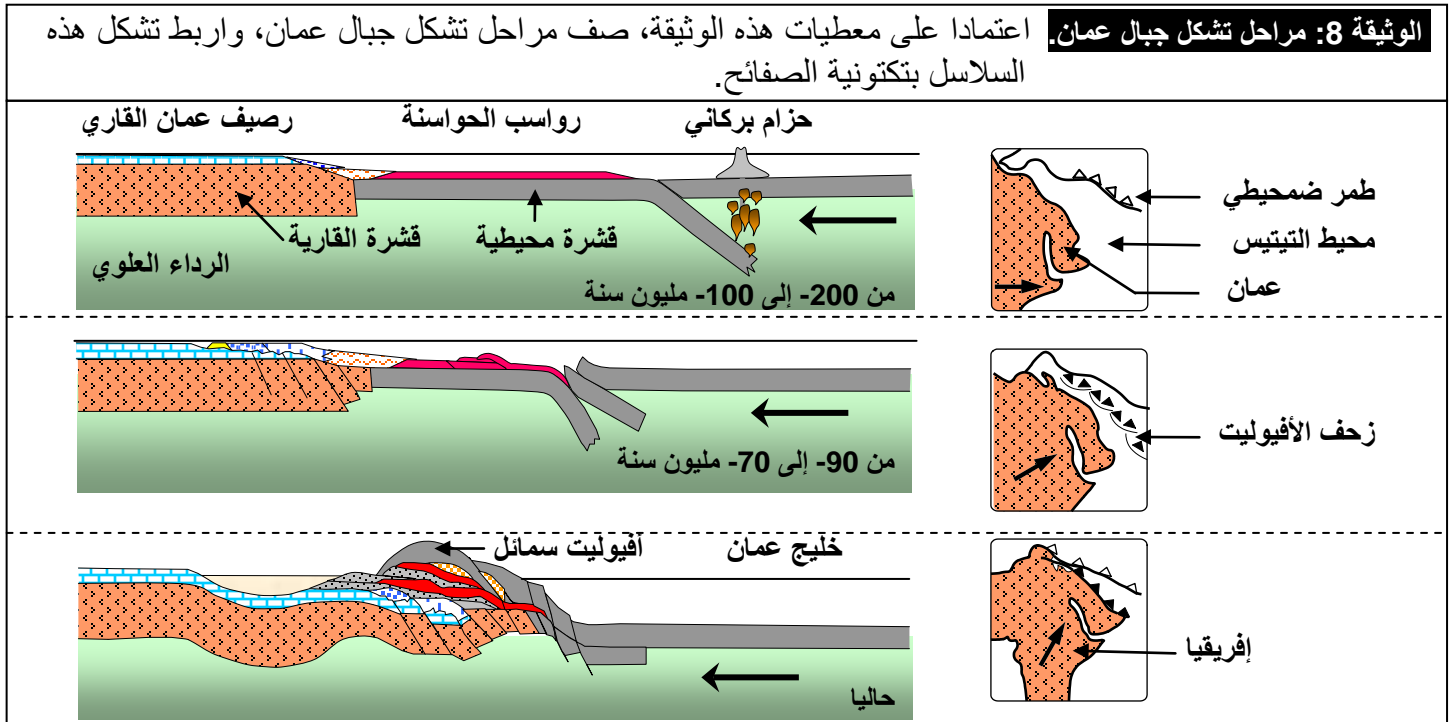 الوثيقة 8: مراحل تشكل جبال عمان. اعتمادا على معطيات هذه الوثيقة، صف مراحل تشكل جبال عمان، واربط تشكل هذه
السلاسل بتكتونية الصفائح.
حزام بركاني
رواسب الحواسنة
رصيف عمان القاري
قشرة محيطية
قشرة القارية
الرداء العلوي
من 200- إلى 100- مليون سنة
طمر ضمحيطي
محيط التيتيس
عمان
من 90- إلى 70- مليون سنة
زحف الأفيوليت
خليج عمان
أفيوليت سمائل
حاليا
إفريقيا